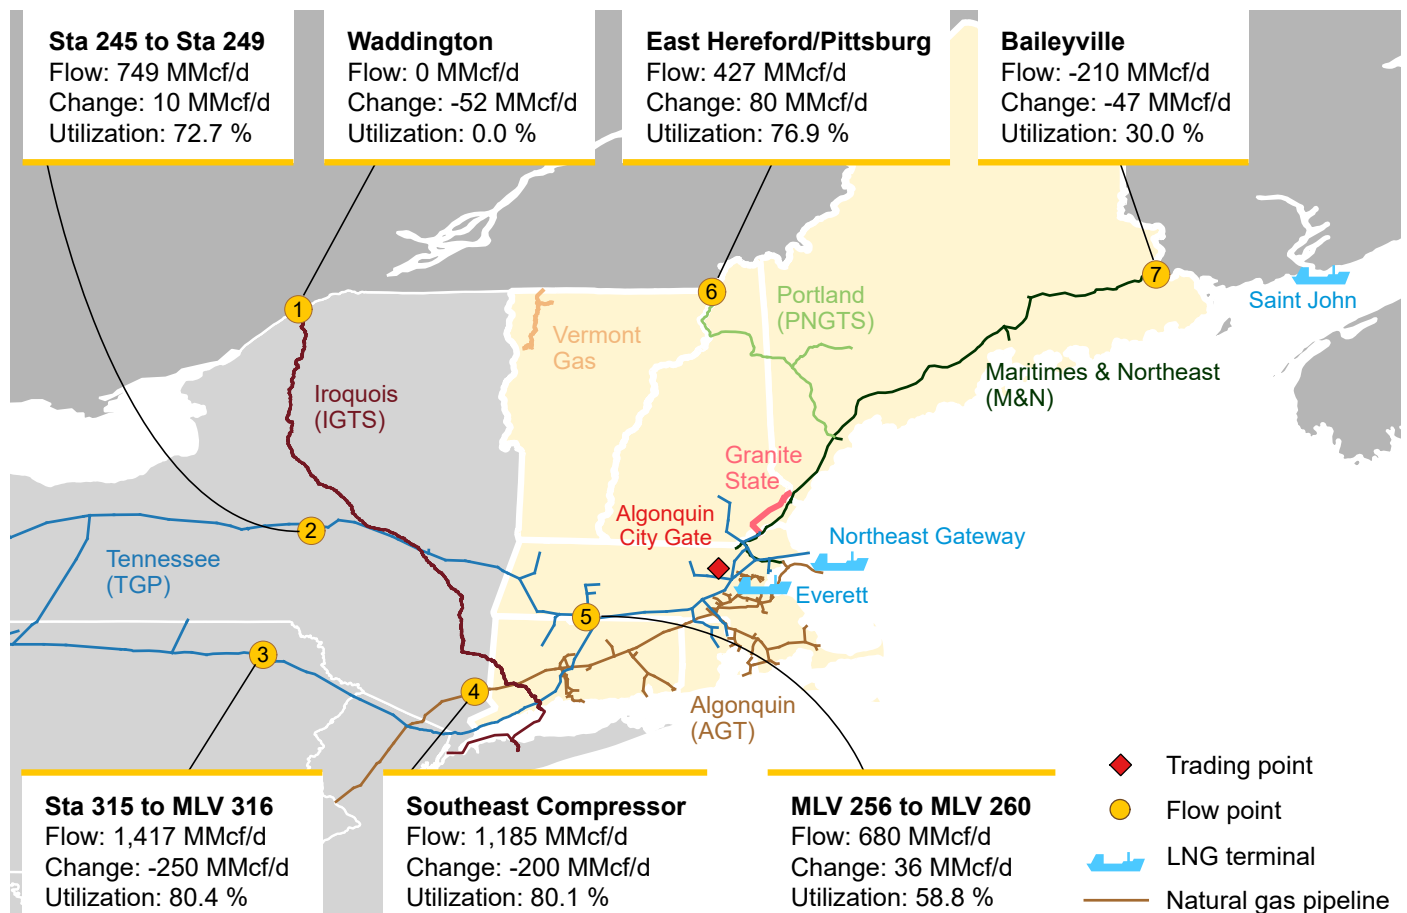 Sta 245 to Sta 249
Flow: 749 MMcf/d
Change: 10 MMcf/d
Utilization: 72.7 %
Waddington
Flow: 0 MMcf/d
Change: -52 MMcf/d
Utilization: 0.0 %
East Hereford/Pittsburg
Flow: 427 MMcf/d
Change: 80 MMcf/d
Utilization: 76.9 %
Baileyville
Flow: -210 MMcf/d
Change: -47 MMcf/d
Utilization: 30.0 %
1
6
7
Portland
(PNGTS)
Saint John
Vermont
Gas
Iroquois
(IGTS)
Maritimes & Northeast
(M&N)
Granite
State
Algonquin
City Gate
2
Northeast Gateway
Tennessee
(TGP)
Everett
5
3
4
Algonquin
(AGT)
Sta 315 to MLV 316
Flow: 1,417 MMcf/d
Change: -250 MMcf/d
Utilization: 80.4 %
Southeast Compressor
Flow: 1,185 MMcf/d
Change: -200 MMcf/d
Utilization: 80.1 %
MLV 256 to MLV 260
Flow: 680 MMcf/d
Change: 36 MMcf/d
Utilization: 58.8 %
Trading point
Flow point
LNG terminal
Natural gas pipeline